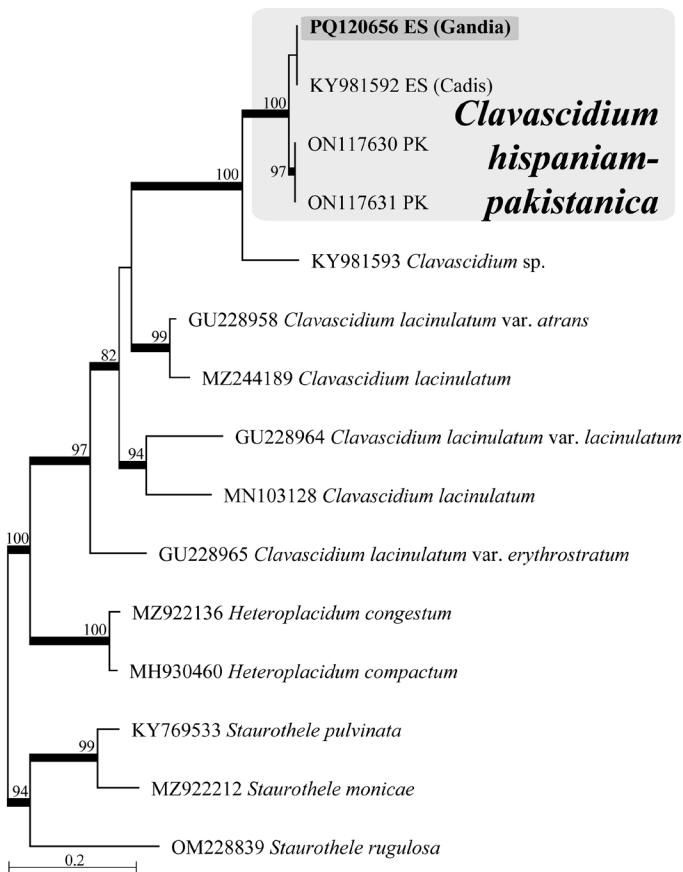 PQ120656 ES (Gandia)
KY981592 ES (Cadis)
100
Clavascidium
hispaniam-
pakistanica
ON117630 PK
97
ON117631 PK
100
KY981593 Clavascidium sp.
GU228958 Clavascidium lacinulatum var. atrans
99
82
MZ244189 Clavascidium lacinulatum
GU228964 Clavascidium lacinulatum var. lacinulatum
97
94
MN103128 Clavascidium lacinulatum
100
GU228965 Clavascidium lacinulatum var. erythrostratum
MZ922136 Heteroplacidum congestum
100
MH930460 Heteroplacidum compactum
KY769533 Staurothele pulvinata
99
MZ922212 Staurothele monicae
94
OM228839 Staurothele rugulosa
0.2